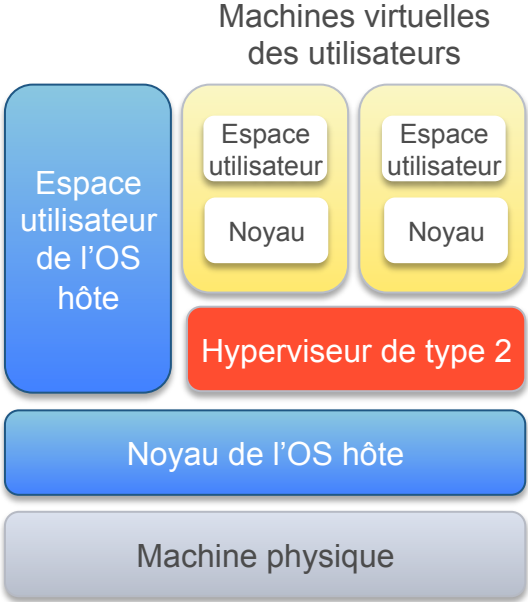 Machines virtuelles
des utilisateurs
Espace
utilisateur
de l’OS
hôte
Espace
utilisateur
Noyau
Espace
utilisateur
Noyau
Hyperviseur de type 2
Noyau de l’OS hôte
Machine physique